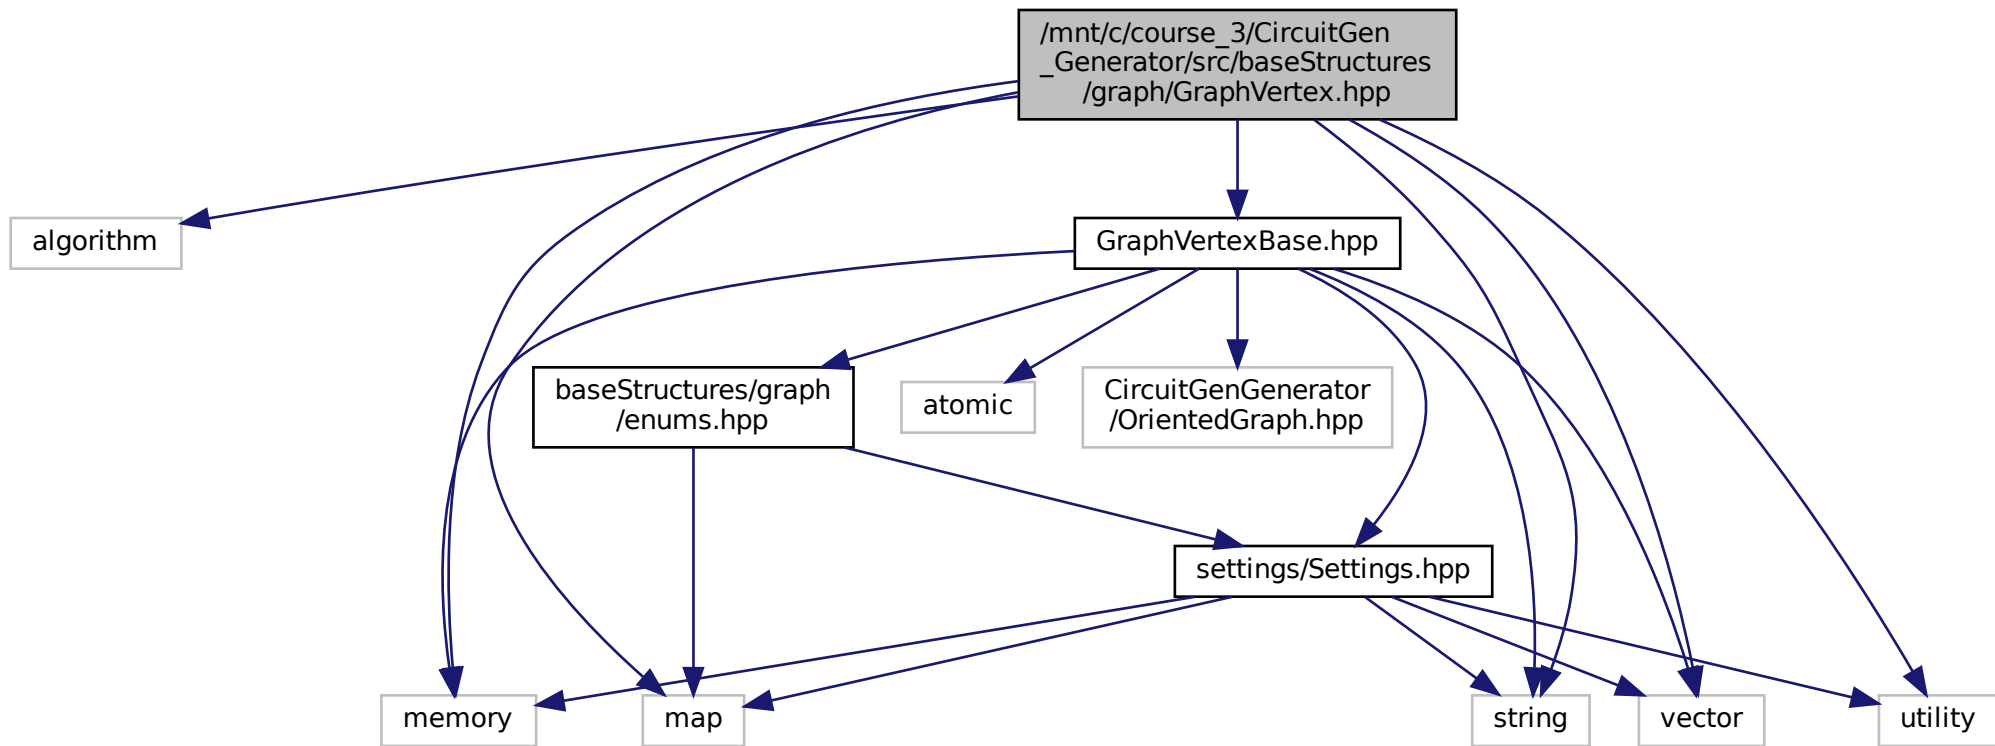 /mnt/c/course_3/CircuitGen
_Generator/src/baseStructures
/graph/GraphVertex.hpp
algorithm
GraphVertexBase.hpp
baseStructures/graph
/enums.hpp
atomic
CircuitGenGenerator
/OrientedGraph.hpp
settings/Settings.hpp
memory
map
string
vector
utility